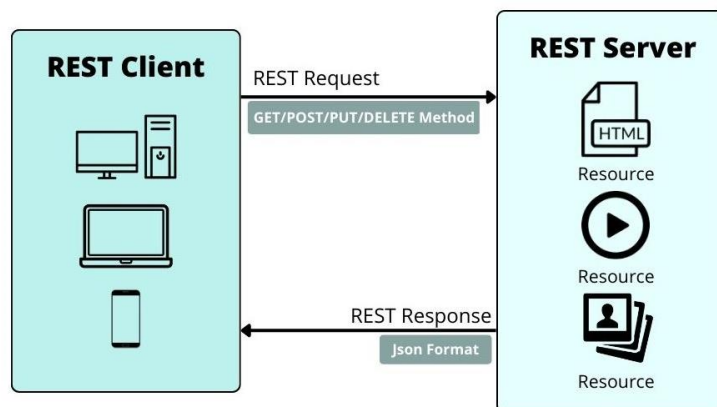 REST Client
REST Request
GET/POST/PUT/DELETE Method
REST Response
Json Format
REST Server
HTML
Resource
Resource
Resource